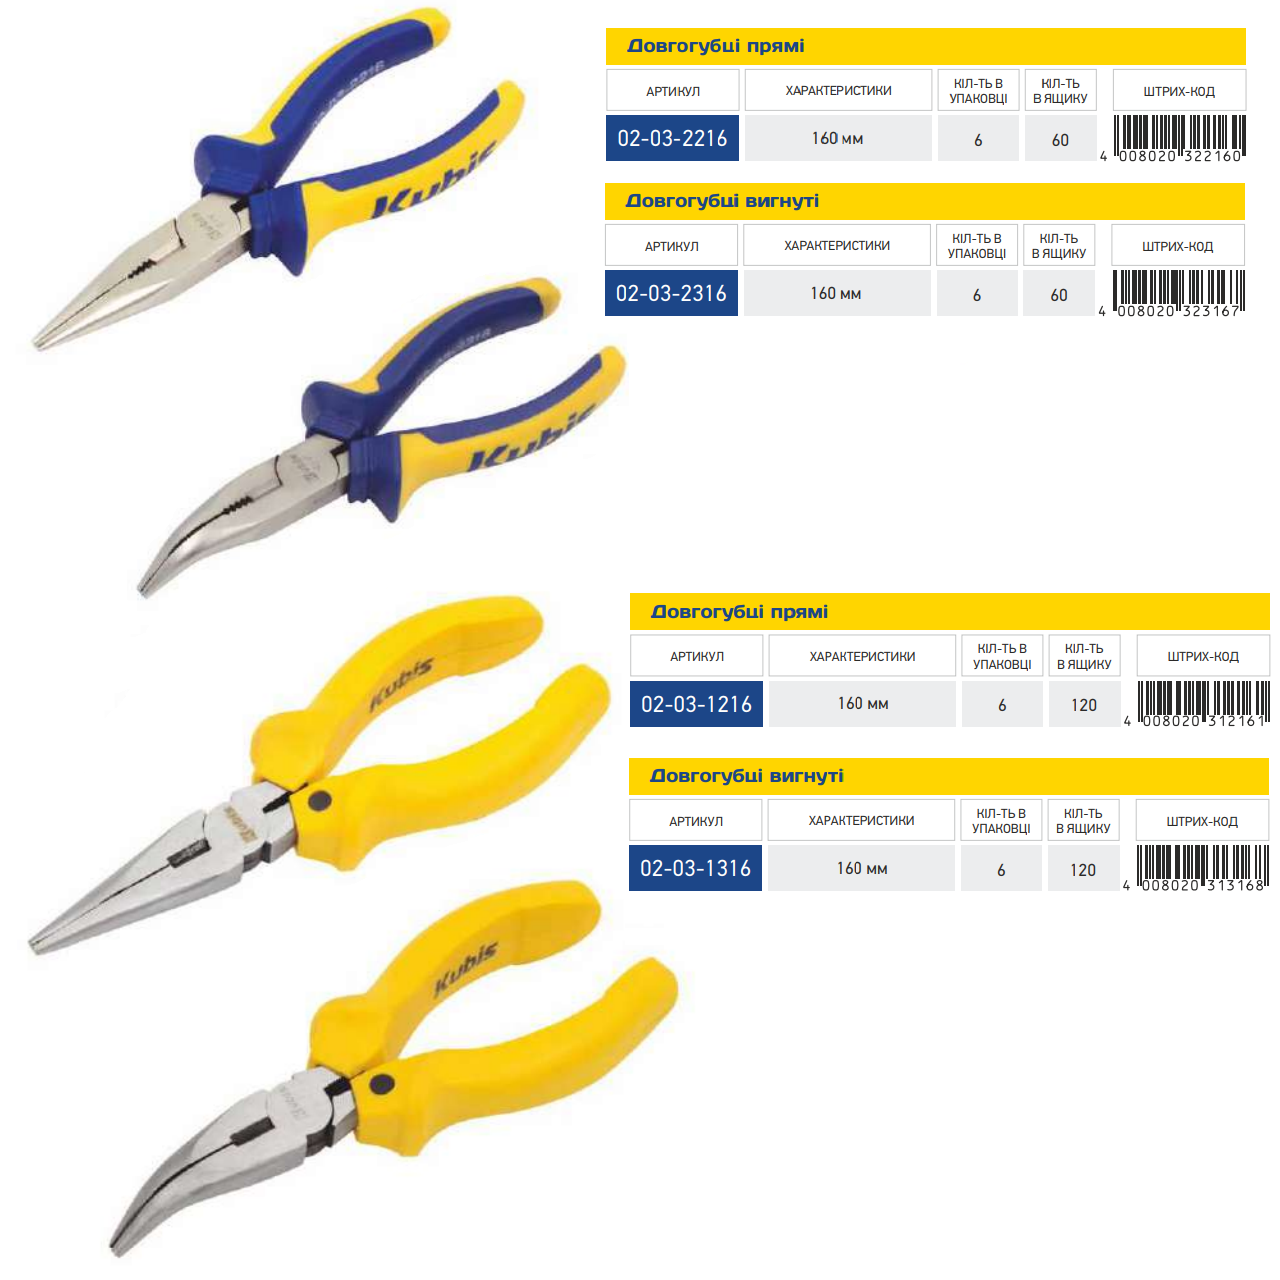 Довгогубці прямі
АРТИКУЛ ХАРАКТЕРИСТИКИ КІЛ-ТЬ В УПАКОВЦІ КІЛ-ТЬ В ЯЩИКУ ШТРИХ-КОД
02-03-2216 160 мм 6 60 4 008020 322160
Довгогубці вигнуті
АРТИКУЛ ХАРАКТЕРИСТИКИ КІЛ-ТЬ В УПАКОВЦІ КІЛ-ТЬ В ЯЩИКУ ШТРИХ-КОД
02-03-2316 160 мм 6 60 4 008020 323167
Kubis
Kubis
Kubis
Kubis
Довгогубці прямі
АРТИКУЛ ХАРАКТЕРИСТИКИ КІЛ-ТЬ В УПАКОВЦІ КІЛ-ТЬ В ЯЩИКУ ШТРИХ-КОД
02-03-1216 160 мм 6 120 4 008020 312161
Kubis
Kubis
Довгогубці вигнуті
АРТИКУЛ ХАРАКТЕРИСТИКИ КІЛ-ТЬ В УПАКОВЦІ КІЛ-ТЬ В ЯЩИКУ ШТРИХ-КОД
02-03-1316 160 мм 6 120 4 008020 313168
Kubis
Kubis